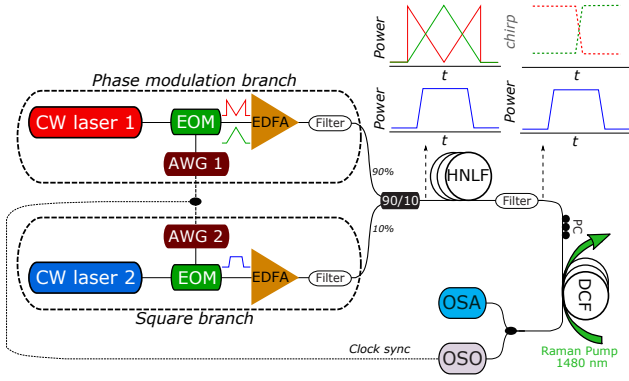 Power
t
chirp
t
Power
t
Power
t
Phase modulation branch
CW laser 1
EOM
EDFA
Filter
AWG 1
90%
90/10
10%
HNLF
Filter
PC
DCF
Raman Pump
1480 nm
AWG 2
CW laser 2
EOM
EDFA
Filter
Square branch
OSA
OSO
Clock sync